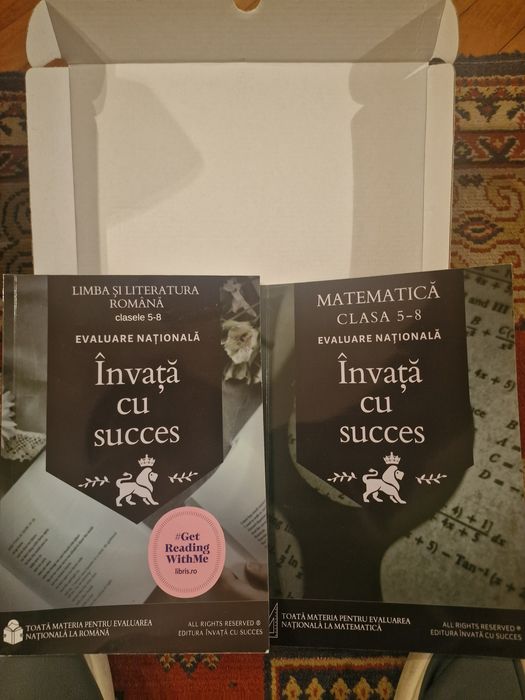 LIMBA ȘI LITERATURA
ROMÂNĂ
clasele 5-8
EVALUARE NAȚIONALĂ
Învață
cu
succes
#Get
Reading
WithMe
libris.ro
TOATĂ MATERIA PENTRU EVALUAREA
NAȚIONALĂ LA ROMÂNĂ
ALL RIGHTS RESERVED ®
EDITURA ÎNVAȚĂ CU SUCCES
MATEMATICĂ
CLASA 5-8
EVALUARE NAȚIONALĂ
Învață
cu
succes
TOATĂ MATERIA PENTRU EVALUAREA
NAȚIONALĂ LA MATEMATICĂ
ALL RIGHTS RESERVED ®
EDITURA ÎNVAȚĂ CU SUCCES